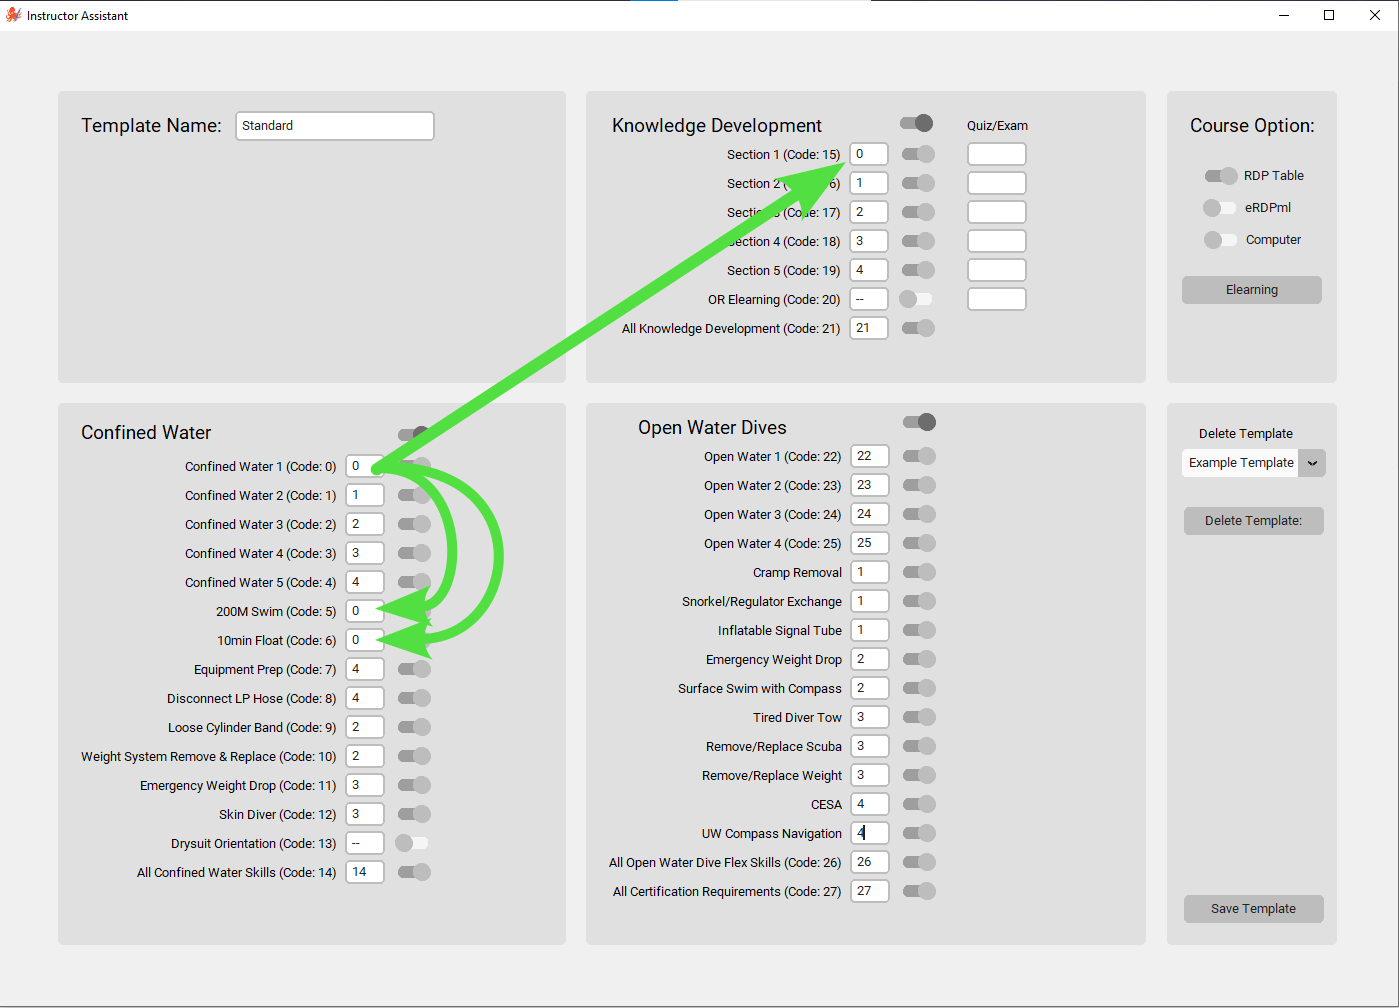 Instructor Assistant
Template Name: Standard
Knowledge Development Quiz/Exam
Section 1 (Code: 15) 0
Section 2 6) 1
(Code: 17) 2
Section 4 (Code: 18) 3
Section 5 (Code: 19) 4
OR Elearning (Code: 20) --
All Knowledge Development (Code: 21) 21
Course Option:
RDP Table
eRDPml
Computer
Elearning
Confined Water
Confined Water 1 (Code: 0) 0
Confined Water 2 (Code: 1) 1
Confined Water 3 (Code: 2) 2
Confined Water 4 (Code: 3) 3
Confined Water 5 (Code: 4) 4
200M Swim (Code: 5) 0
10min Float (Code: 6) 0
Equipment Prep (Code: 7) 4
Disconnect LP Hose (Code: 8) 4
Loose Cylinder Band (Code: 9) 2
Weight System Remove & Replace (Code: 10) 2
Emergency Weight Drop (Code: 11) 3
Skin Diver (Code: 12) 3
Drysuit Orientation (Code: 13) --
All Confined Water Skills (Code: 14) 14
Open Water Dives
Open Water 1 (Code: 22) 22
Open Water 2 (Code: 23) 23
Open Water 3 (Code: 24) 24
Open Water 4 (Code: 25) 25
Cramp Removal 1
Snorkel/Regulator Exchange 1
Inflatable Signal Tube 1
Emergency Weight Drop 2
Surface Swim with Compass 2
Tired Diver Tow 3
Remove/Replace Scuba 3
Remove/Replace Weight 3
CESA 4
UW Compass Navigation 4
All Open Water Dive Flex Skills (Code: 26) 26
All Certification Requirements (Code: 27) 27
Delete Template
Example Template
Delete Template:
Save Template